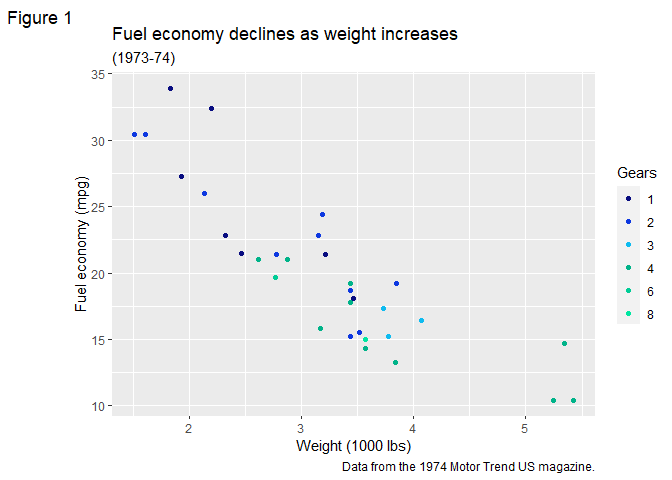 Figure 1
Fuel economy declines as weight increases
(1973-74)
Fuel economy (mpg)
35
30
25
20
15
10
2
3
4
5
Weight (1000 lbs)
Gears
1
2
3
4
6
8
Data from the 1974 Motor Trend US magazine.